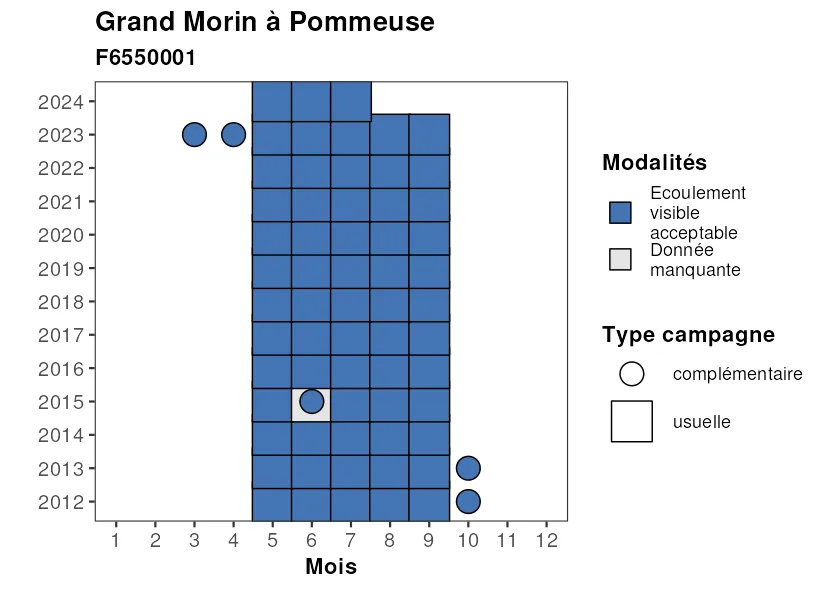 Grand Morin à Pommeuse
F6550001
2024
2023
2022
2021
2020
2019
2018
2017
2016
2015
2014
2013
2012
1 2 3 4 5 6 7 8 9 10 11 12
Mois
Modalités
Ecoulement
visible
acceptable
Donnée
manquante
Type campagne
complémentaire
usuelle